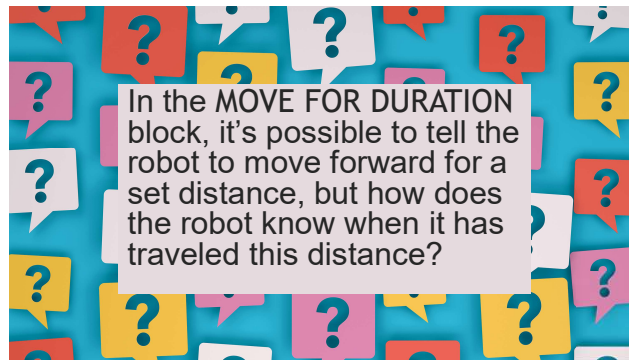 In the MOVE FOR DURATION
block, it’s possible to tell the
robot to move forward for a
set distance, but how does
the robot know when it has
traveled this distance?